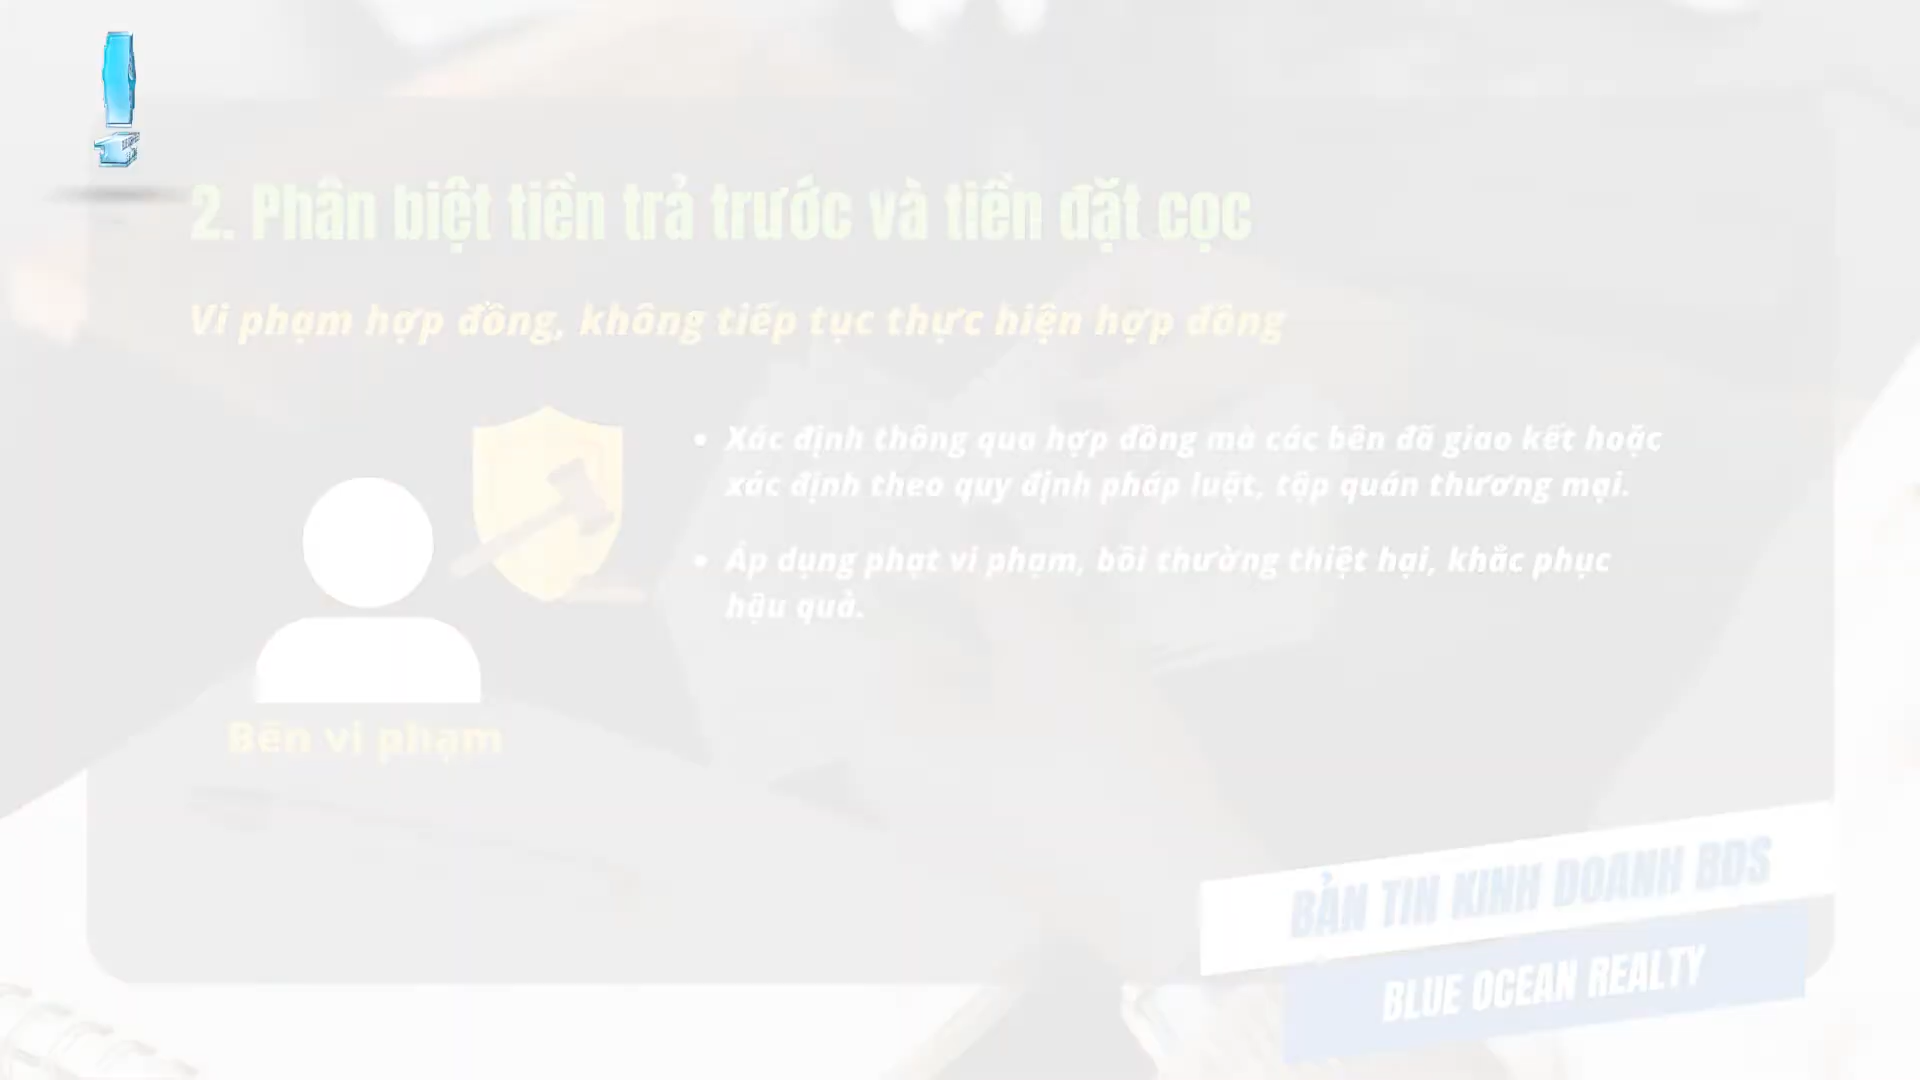 2. Phân biệt tiền trả trước và tiền đặt cọc
Vi phạm hợp đồng, không tiếp tục thực hiện hợp đồng
• Xác định thông qua hợp đồng mà các bên đã giao kết hoặc
xác định theo quy định pháp luật, tập quán thương mại.
• Áp dụng phạt vi phạm, bồi thường thiệt hại, khắc phục
hậu quả.
Bên vi phạm
BẢN TIN KINH DOANH BĐS
BLUE OCEAN REALTY